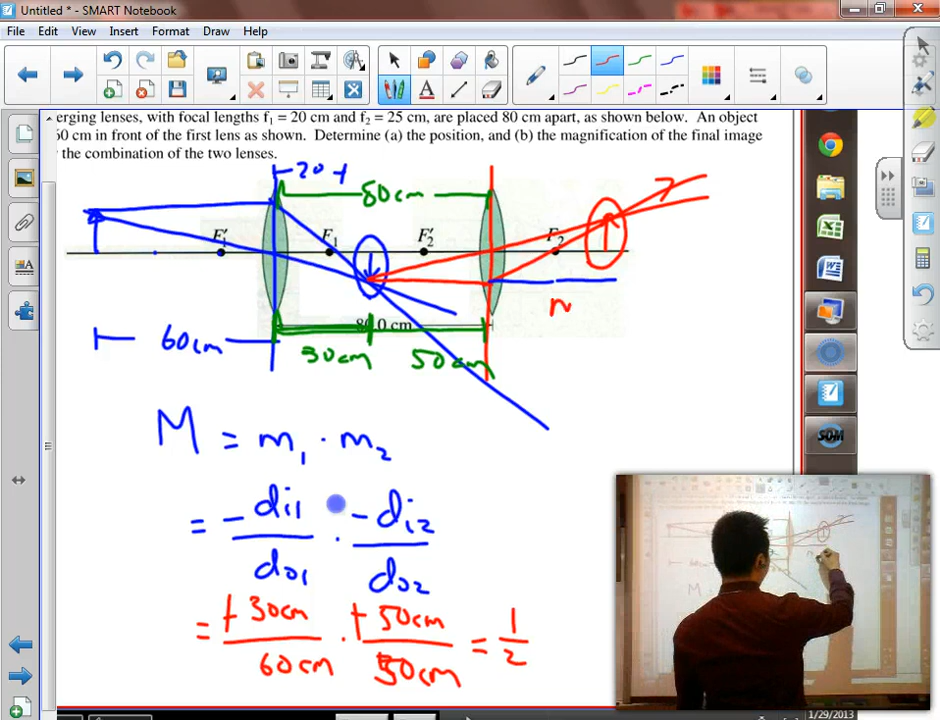 Untitled * - SMART Notebook
File Edit View Insert Format Draw Help
erging lenses, with focal lengths f₁ = 20 cm and f₂ = 25 cm, are placed 80 cm apart, as shown below. An object
60 cm in front of the first lens as shown. Determine (a) the position, and (b) the magnification of the final image
the combination of the two lenses.
80cm
F₁′ F₁ F₂′ F₂
80.0 cm
60cm 30cm 50cm
M = m₁ · m₂
= -di1/do1 · -di2/do2
= +30cm/60cm · +50cm/50cm = 1/2
1/29/2013